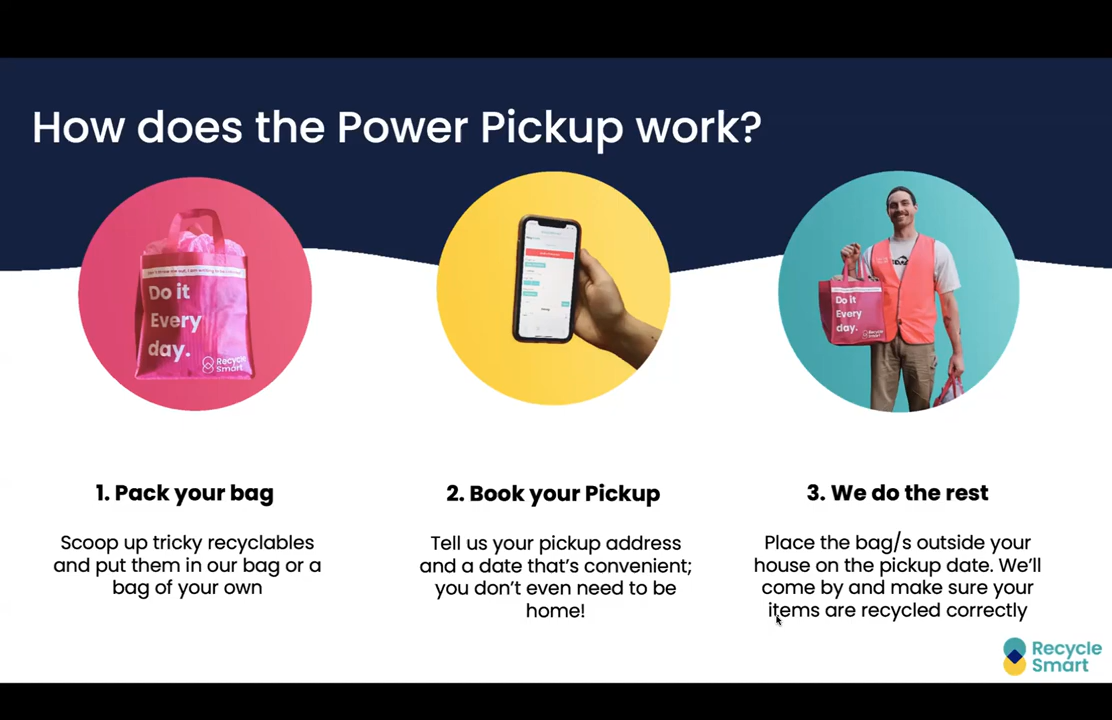 How does the Power Pickup work?
Do it
Every
day.
Recycle
Smart
Do it
Every
day.
Recycle
Smart
1. Pack your bag
Scoop up tricky recyclables
and put them in our bag or a
bag of your own
2. Book your Pickup
Tell us your pickup address
and a date that's convenient;
you don't even need to be
home!
3. We do the rest
Place the bag/s outside your
house on the pickup date. We'll
come by and make sure your
items are recycled correctly
Recycle
Smart